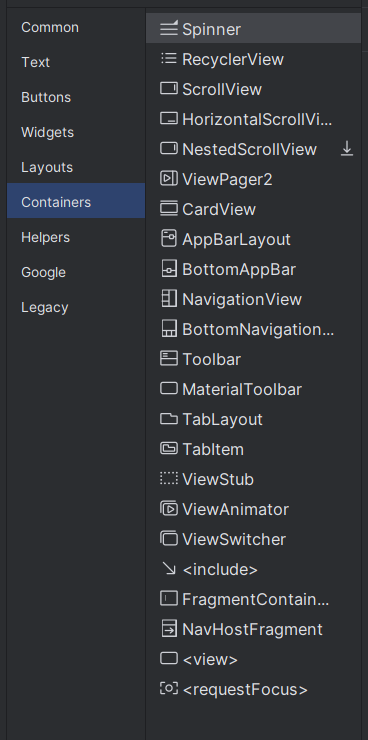 Common
Text
Buttons
Widgets
Layouts
Containers
Helpers
Google
Legacy
Spinner
RecyclerView
ScrollView
HorizontalScrollVi...
NestedScrollView
ViewPager2
CardView
AppBarLayout
BottomAppBar
NavigationView
BottomNavigation...
Toolbar
MaterialToolbar
TabLayout
TabItem
ViewStub
ViewAnimator
ViewSwitcher
<include>
FragmentContain...
NavHostFragment
<view>
<requestFocus>